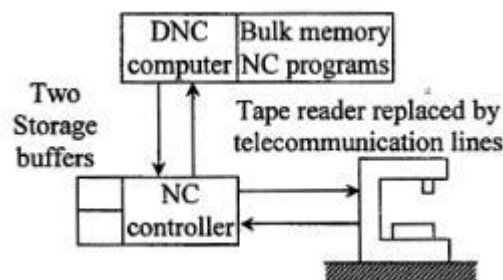 DNC
computer
Bulk memory
NC programs
Two
Storage
buffers
Tape reader replaced by
telecommunication lines
NC
controller